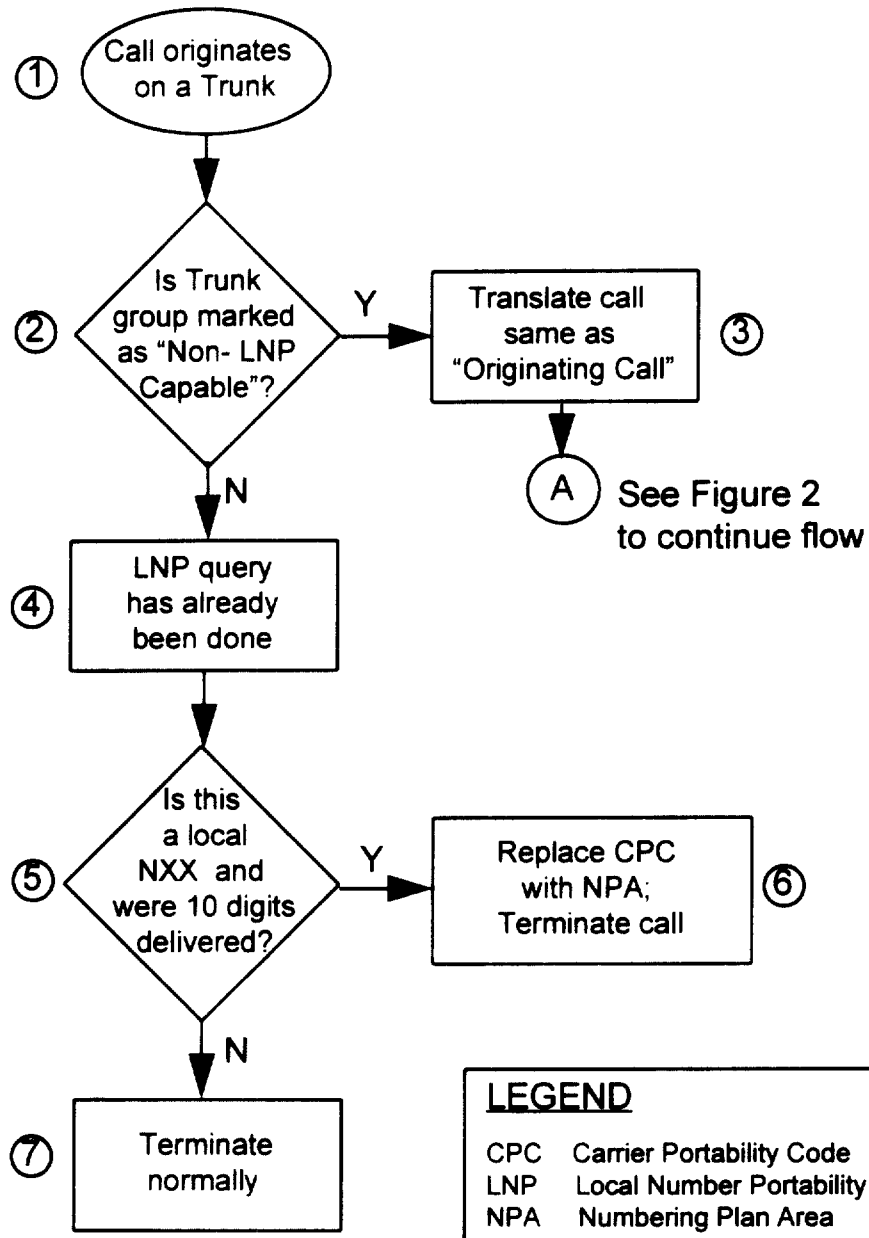 ①
Call originates
on a Trunk
②
Is Trunk
group marked
as “Non- LNP
Capable”?
Y
Translate call
same as
“Originating Call”
③
A
See Figure 2
to continue flow
N
④
LNP query
has already
been done
⑤
Is this
a local
NXX and
were 10 digits
delivered?
Y
Replace CPC
with NPA;
Terminate call
⑥
N
⑦
Terminate
normally
LEGEND
CPC Carrier Portability Code
LNP Local Number Portability
NPA Numbering Plan Area